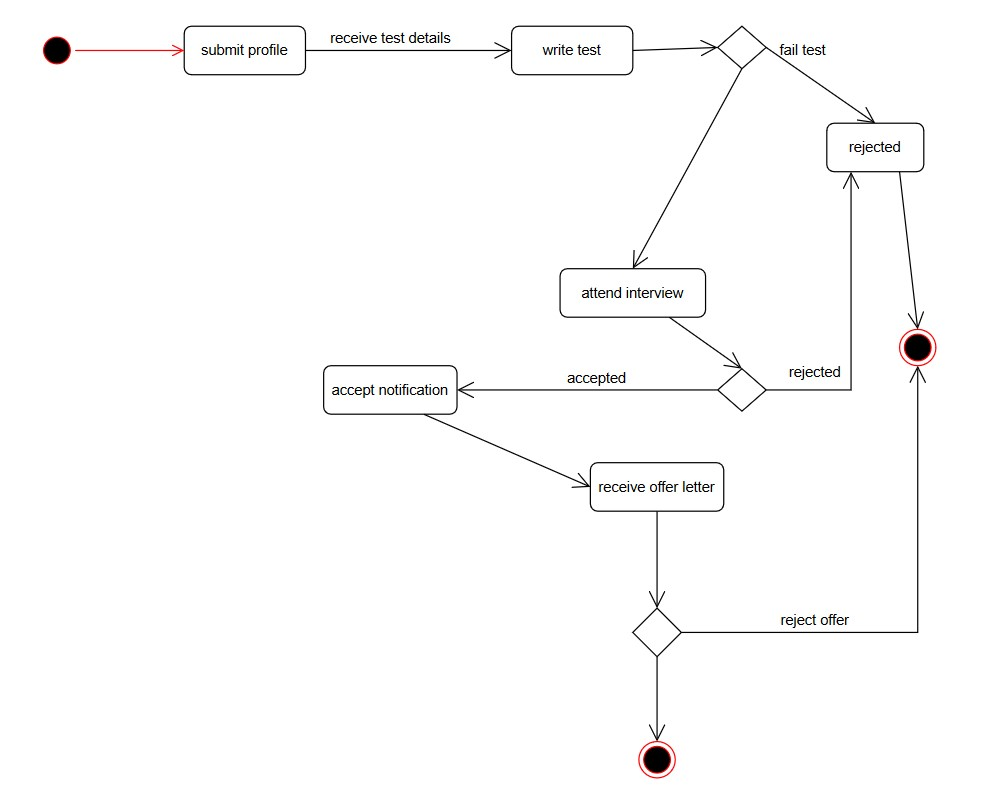 submit profile
receive test details
write test
fail test
rejected
attend interview
rejected
accepted
accept notification
receive offer letter
reject offer